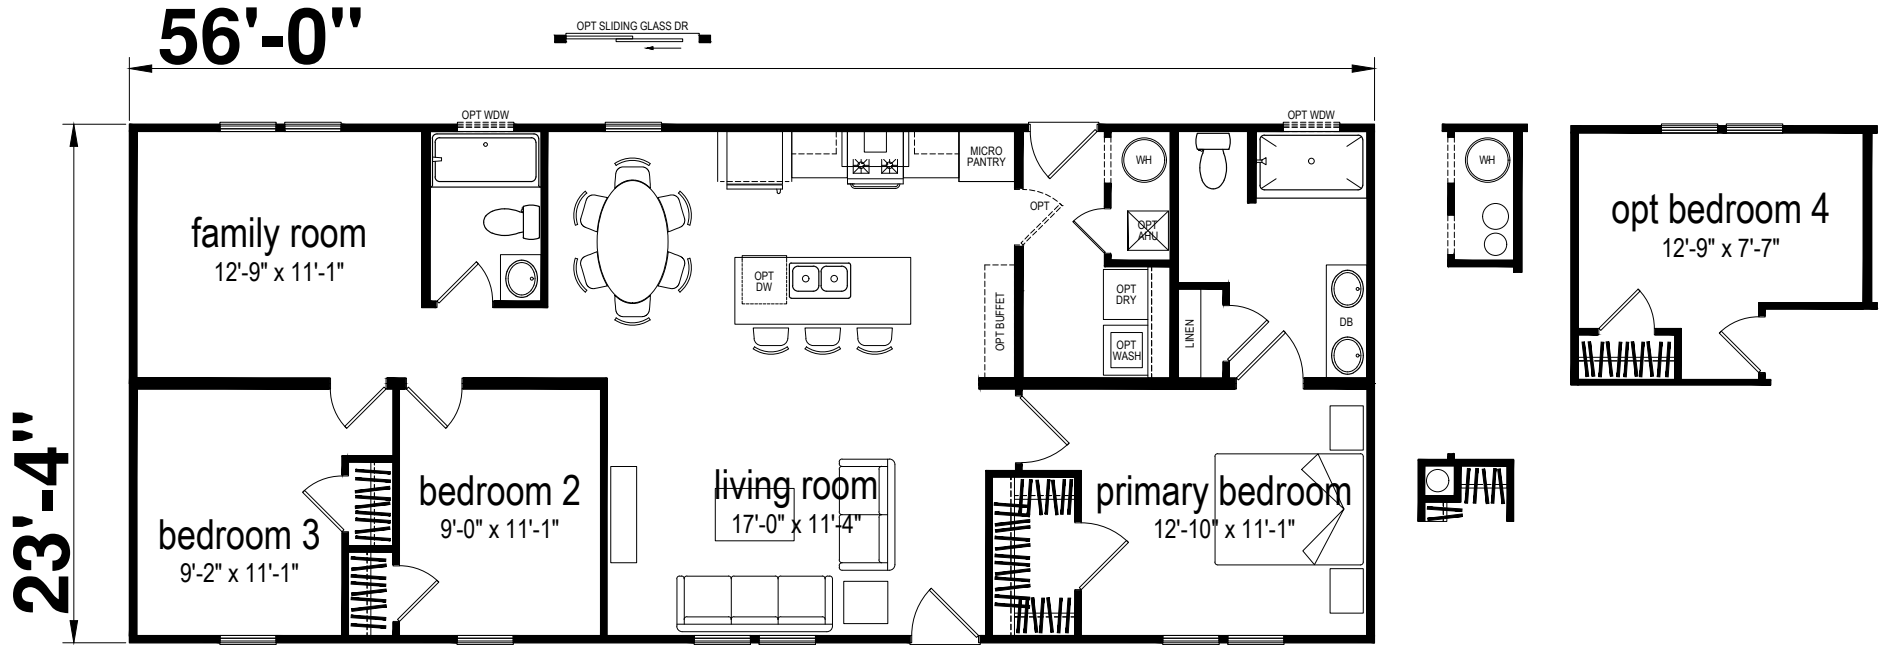 56'-0"
OPT SLIDING GLASS DR
OPT WDW
OPT WDW
23'-4"
family room
12'-9" x 11'-1"
MICRO
PANTRY
WH
OPT
OPT
AHU
OPT
DW
OPT BUFFET
OPT
DRY
OPT
WASH
LINEN
DB
bedroom 3
9'-2" x 11'-1"
bedroom 2
9'-0" x 11'-1"
living room
17'-0" x 11'-4"
primary bedroom
12'-10" x 11'-1"
WH
opt bedroom 4
12'-9" x 7'-7"